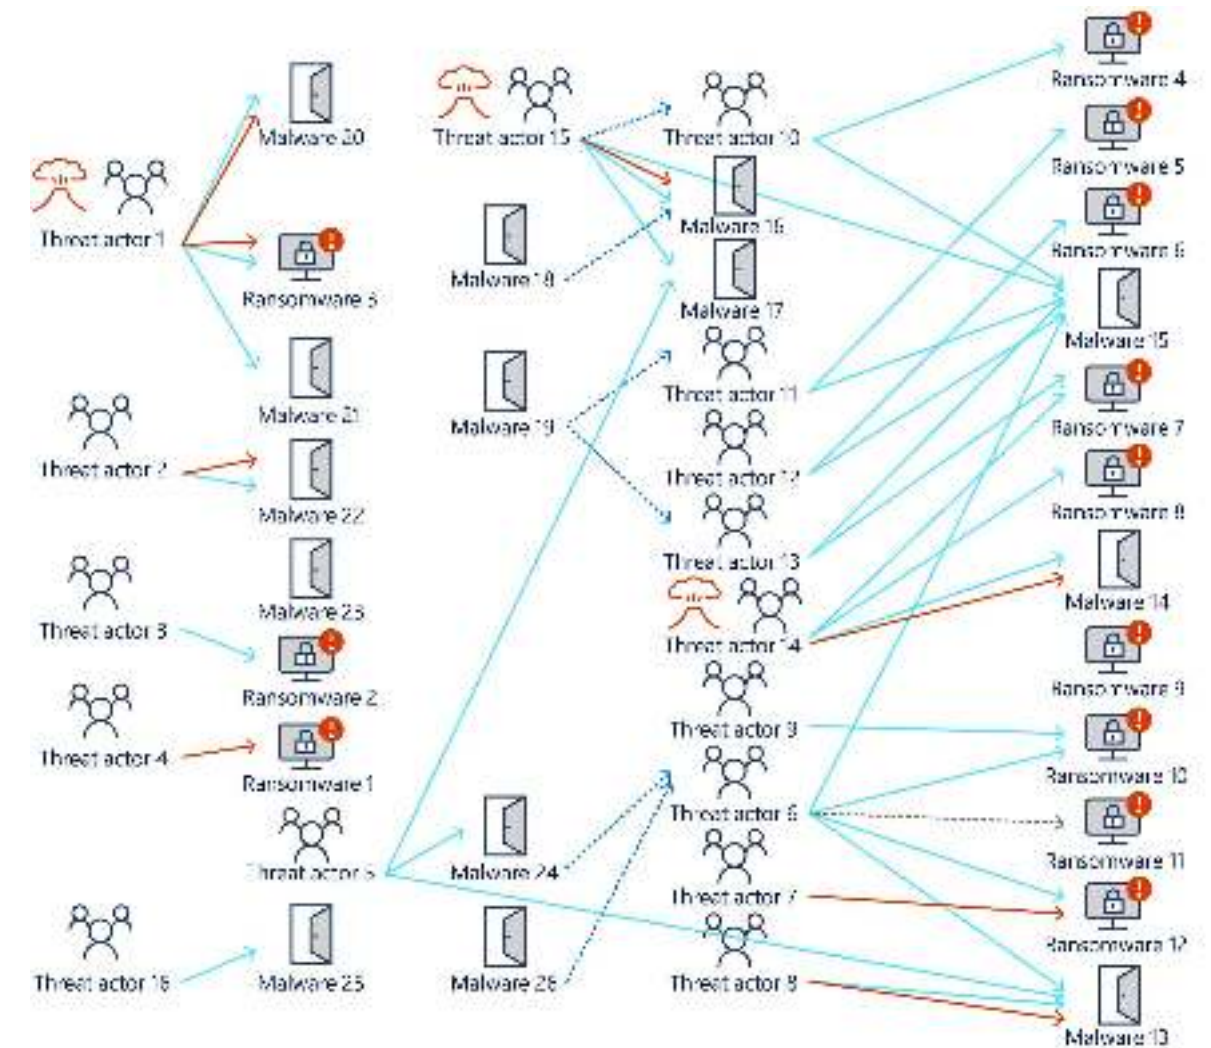 Threat actor 1
Malware 20
Ransomware 3
Malware 21
Threat actor 2
Malware 22
Malware 23
Threat actor 3
Ransomware 2
Threat actor 4
Ransomware 1
Threat actor 5
Threat actor 16
Malware 25
Threat actor 15
Malware 18
Malware 19
Malware 24
Malware 26
Threat actor 10
Malware 16
Malware 17
Threat actor 11
Threat actor 12
Threat actor 13
Threat actor 14
Threat actor 9
Threat actor 6
Threat actor 7
Threat actor 8
Ransomware 4
Ransomware 5
Ransomware 6
Malware 15
Ransomware 7
Ransomware 8
Malware 14
Ransomware 9
Ransomware 10
Ransomware 11
Ransomware 12
Malware 13